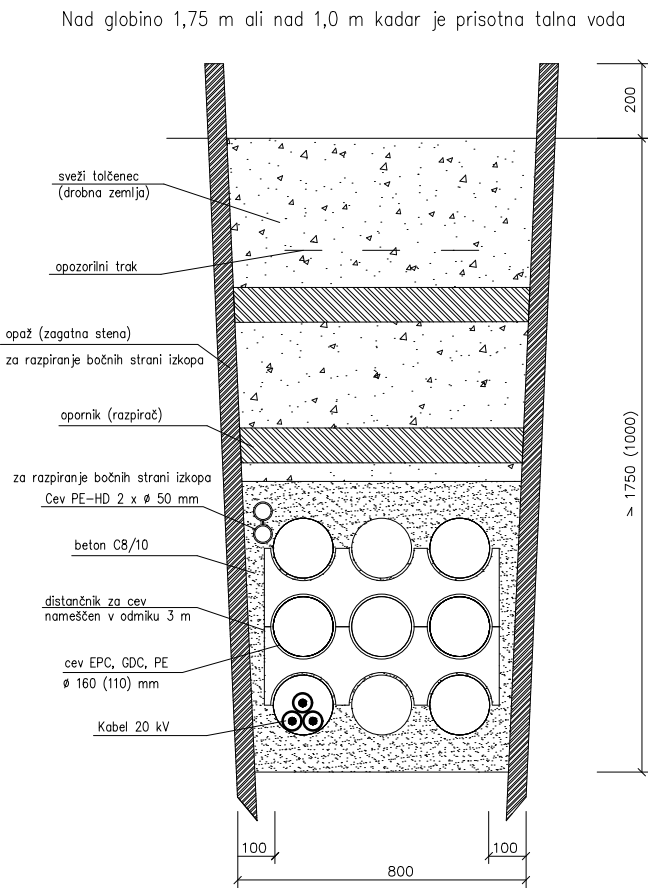 Nad globino 1,75 m ali nad 1,0 m kadar je prisotna talna voda
200
sveži tolčenec
(drobna zemlja)
opozorilni trak
opaž (zagatna stena)
za razpiranje bočnih strani izkopa
opornik (razpirač)
> 1750 (1000)
za razpiranje bočnih strani izkopa
Cev PE-HD 2 x ø 50 mm
beton C8/10
distančnik za cev
nameščen v odmiku 3 m
cev EPC, GDC, PE
ø 160 (110) mm
Kabel 20 kV
100
100
800